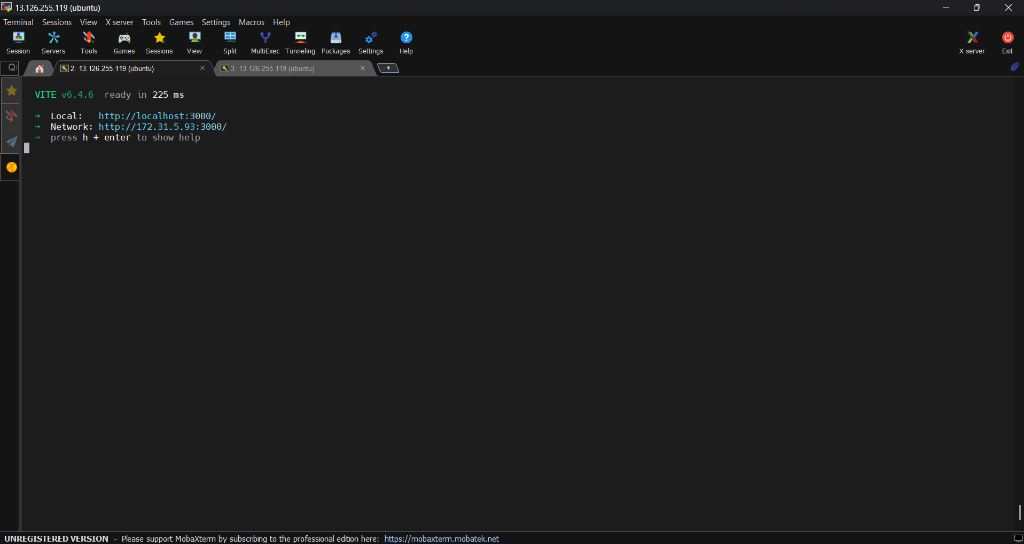 13.126.255.119 (ubuntu)
Terminal Sessions View X server Tools Games Settings Macros Help
Session Servers Tools Games Sessions View Split MultiExec Tunneling Packages Settings Help X server Exit
2. 13.126.255.119 (ubuntu) 3. 13.126.255.119 (ubuntu)
VITE v6.4.6 ready in 225 ms
➜ Local: http://localhost:3000/
➜ Network: http://172.31.5.93:3000/
➜ press h + enter to show help
UNREGISTERED VERSION - Please support MobaXterm by subscribing to the professional edition here: https://mobaxterm.mobatek.net